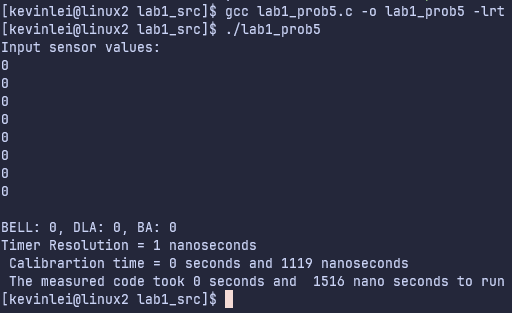 [kevinlei@linux2 lab1_src]$ gcc lab1_prob5.c -o lab1_prob5 -lrt
[kevinlei@linux2 lab1_src]$ ./lab1_prob5
Input sensor values:
0
0
0
0
0
0
0
0
BELL: 0, DLA: 0, BA: 0
Timer Resolution = 1 nanoseconds
Calibrartion time = 0 seconds and 1119 nanoseconds
The measured code took 0 seconds and  1516 nano seconds to run
[kevinlei@linux2 lab1_src]$